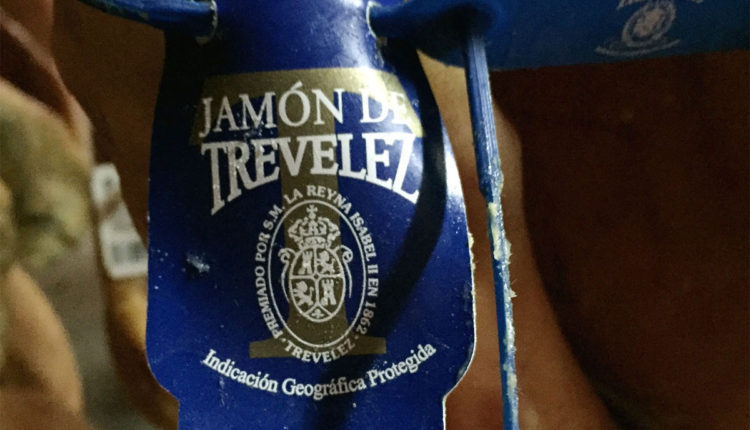 JAMÓN DE
TREVELEZ
PREMIADO POR S.M. LA REYNA ISABEL II EN 1862
· TREVELEZ ·
Indicación Geográfica Protegida